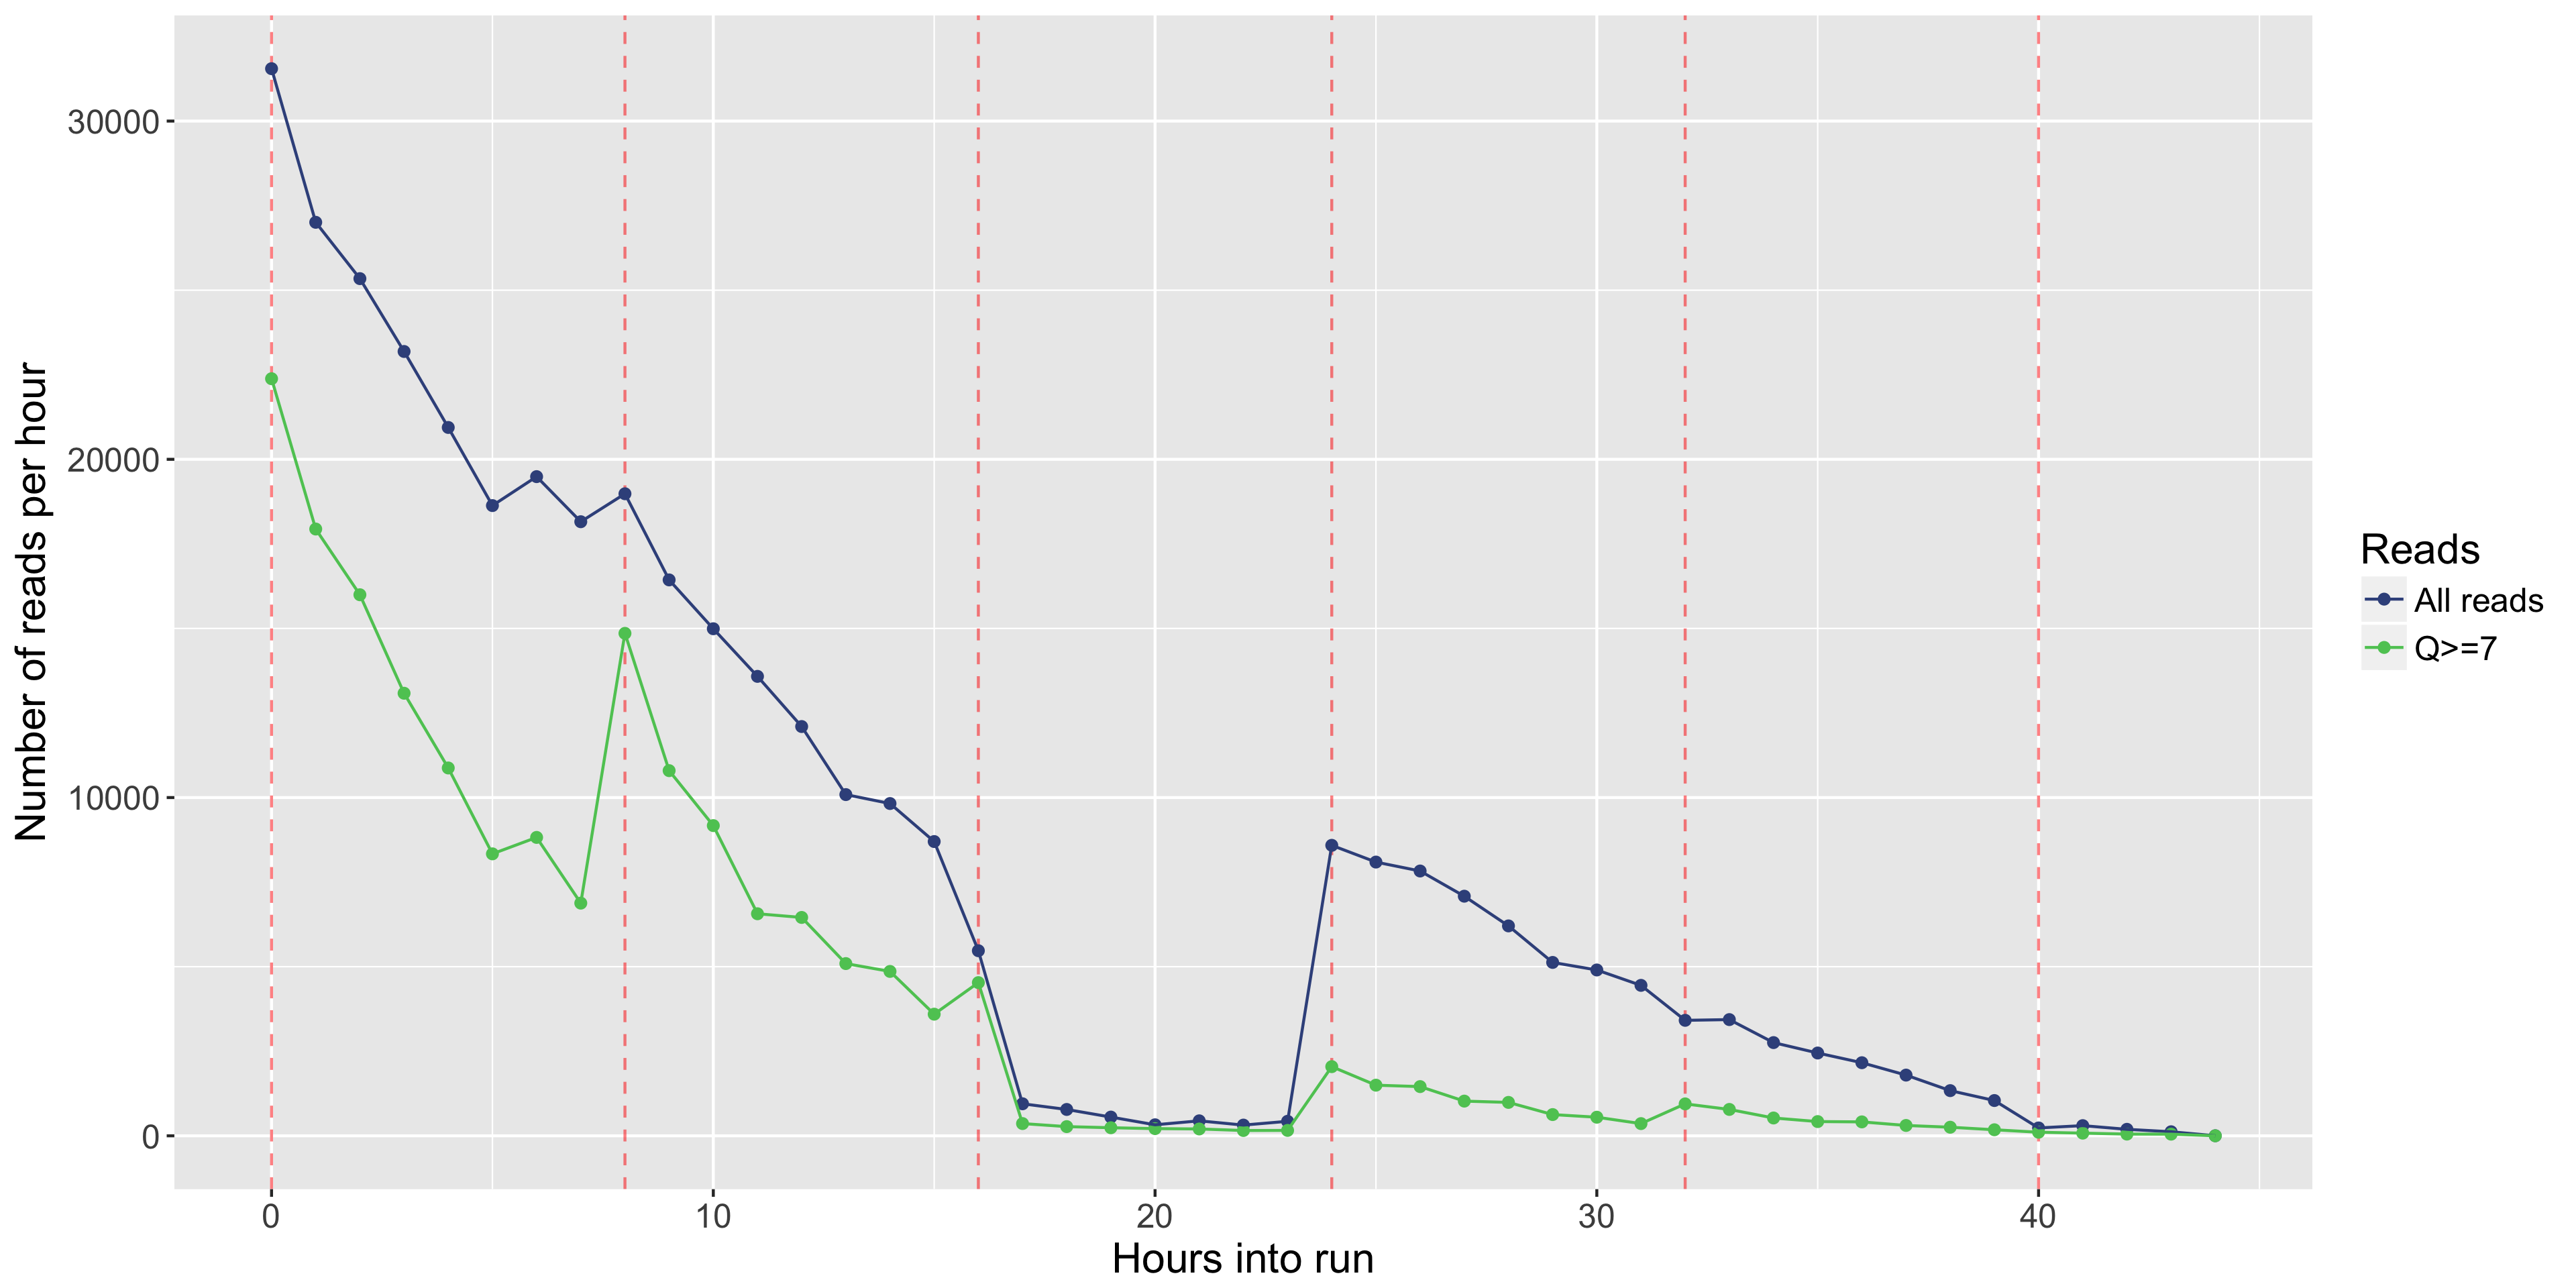 Number of reads per hour
30000
20000
10000
0
0 10 20 30 40
Hours into run
Reads
All reads
Q>=7